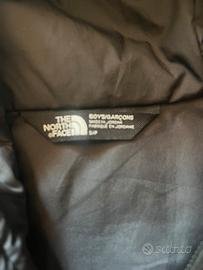 THE
NORTH
FACE
BOYS/GARÇONS
MADE IN JORDAN
FABRIQUÉ EN JORDANIE
S/P
subito